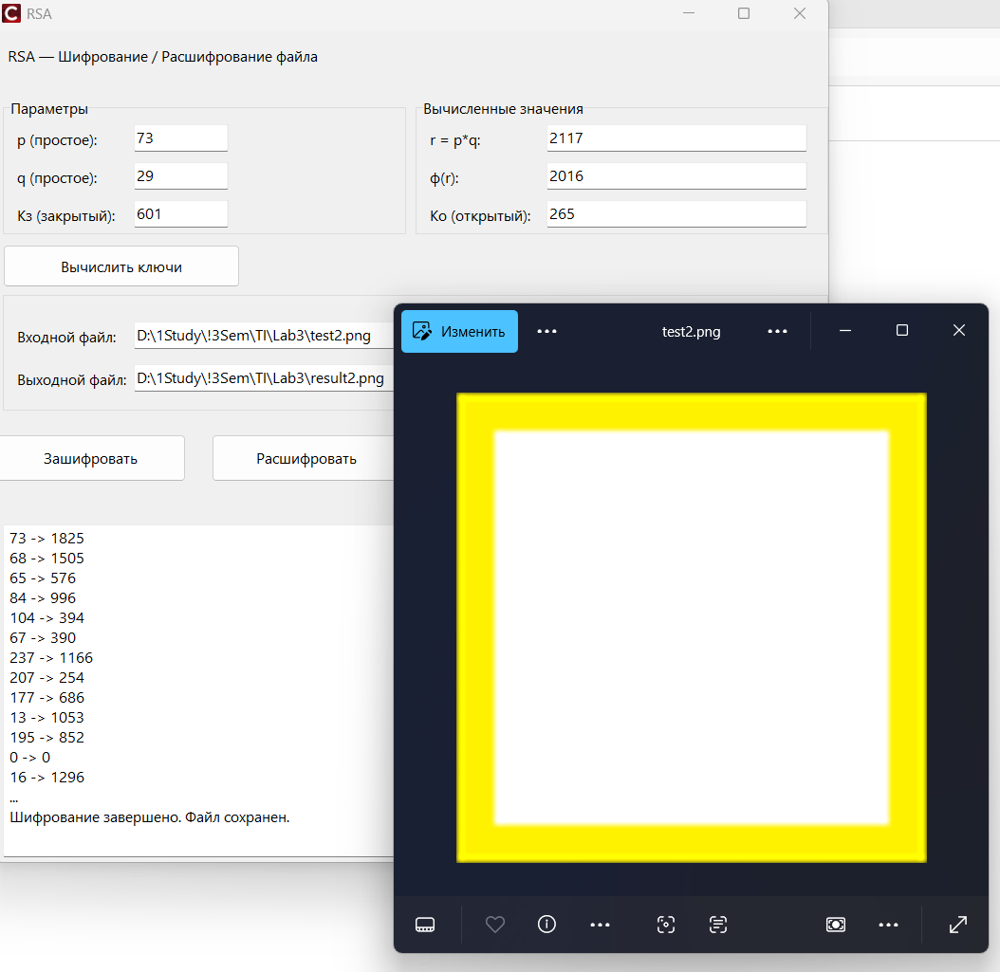 RSA
RSA — Шифрование / Расшифрование файла
Параметры
p (простое): 73
q (простое): 29
Кз (закрытый): 601
Вычисленные значения
r = p*q: 2117
ф(r): 2016
Ко (открытый): 265
Вычислить ключи
Входной файл: D:\1Study\!3Sem\TI\Lab3\test2.png
Выходной файл: D:\1Study\!3Sem\TI\Lab3\result2.png
Зашифровать
Расшифровать
73 -> 1825
68 -> 1505
65 -> 576
84 -> 996
104 -> 394
67 -> 390
237 -> 1166
207 -> 254
177 -> 686
13 -> 1053
195 -> 852
0 -> 0
16 -> 1296
...
Шифрование завершено. Файл сохранен.
Изменить
test2.png